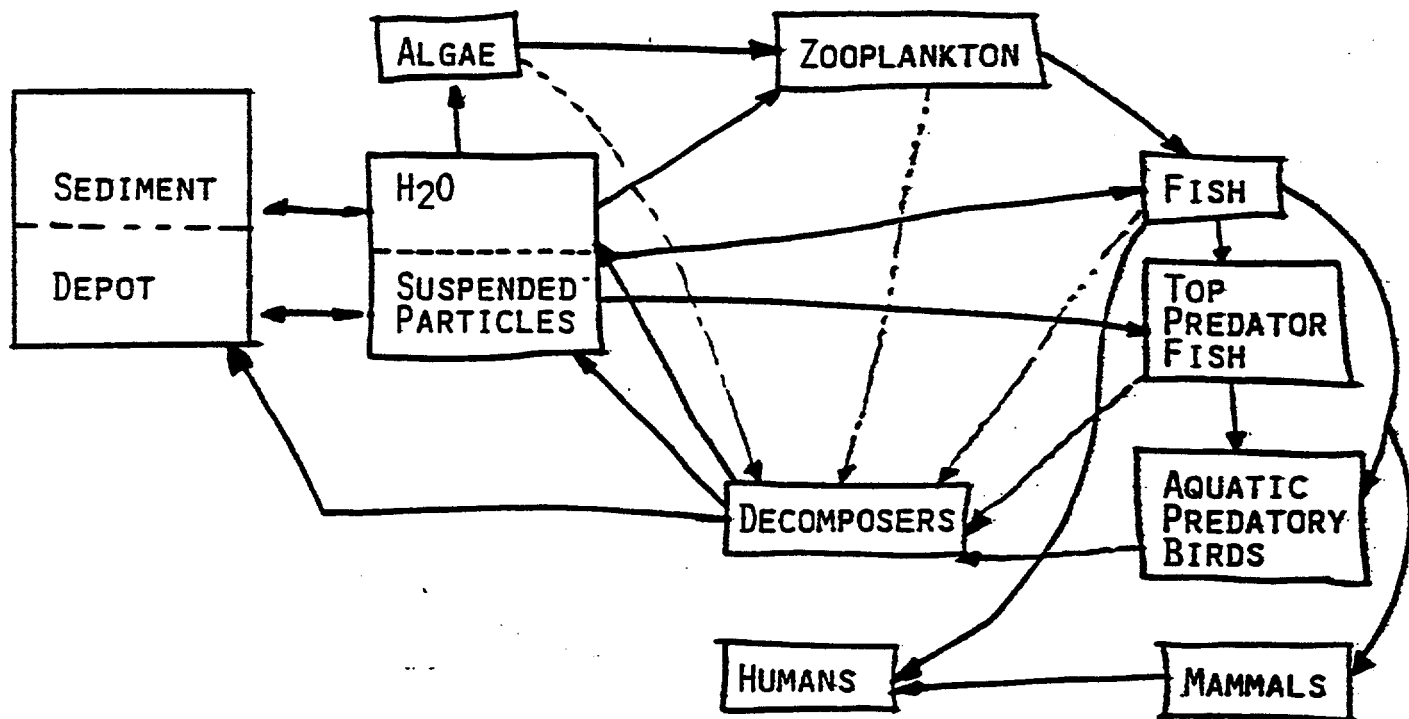 ALGAE
ZOOPLANKTON
SEDIMENT
H2O
FISH
DEPOT
SUSPENDED
PARTICLES
TOP
PREDATOR
FISH
DECOMPOSERS
AQUATIC
PREDATORY
BIRDS
HUMANS
MAMMALS